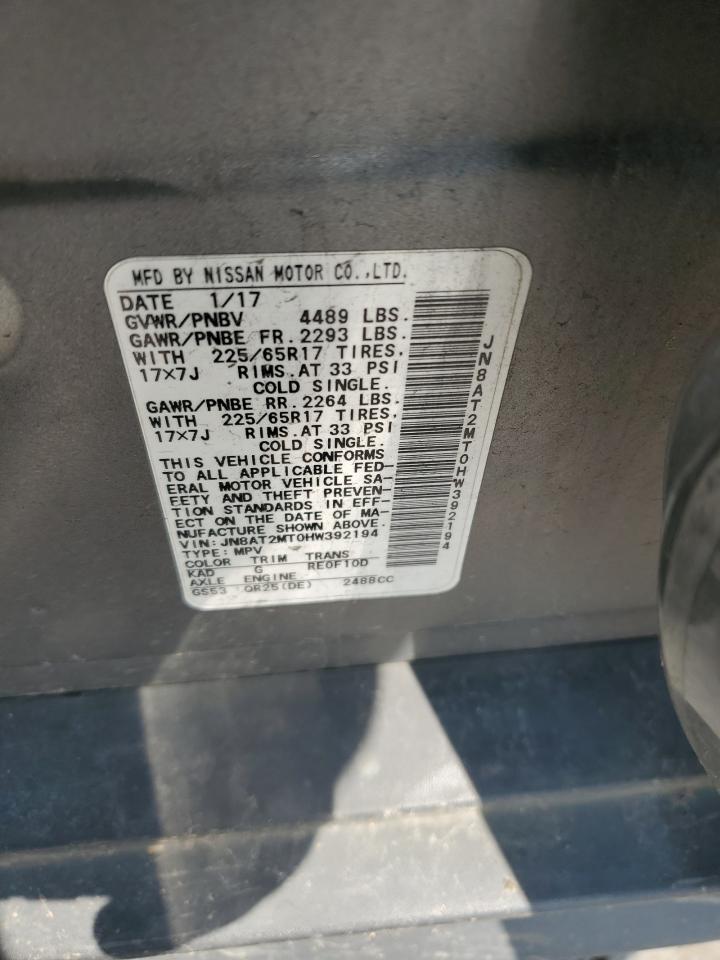 MFD BY NISSAN MOTOR CO.,LTD.
DATE 1/17
GVWR/PNBV 4489 LBS.
GAWR/PNBE FR. 2293 LBS.
WITH 225/65R17 TIRES.
17×7J RIMS.AT 33 PSI
COLD SINGLE.
GAWR/PNBE RR. 2264 LBS.
WITH 225/65R17 TIRES.
17×7J RIMS.AT 33 PSI
COLD SINGLE.
THIS VEHICLE CONFORMS
TO ALL APPLICABLE FED-
ERAL MOTOR VEHICLE SA-
FETY AND THEFT PREVEN-
TION STANDARDS IN EFF-
ECT ON THE DATE OF MA-
NUFACTURE SHOWN ABOVE.
VIN: JN8AT2MT0HW392194
TYPE: MPV
COLOR TRIM TRANS
KAD G RE0F10D
AXLE ENGINE
GS53 QR25(DE) 2488CC
JN8AT2MT0HW392194